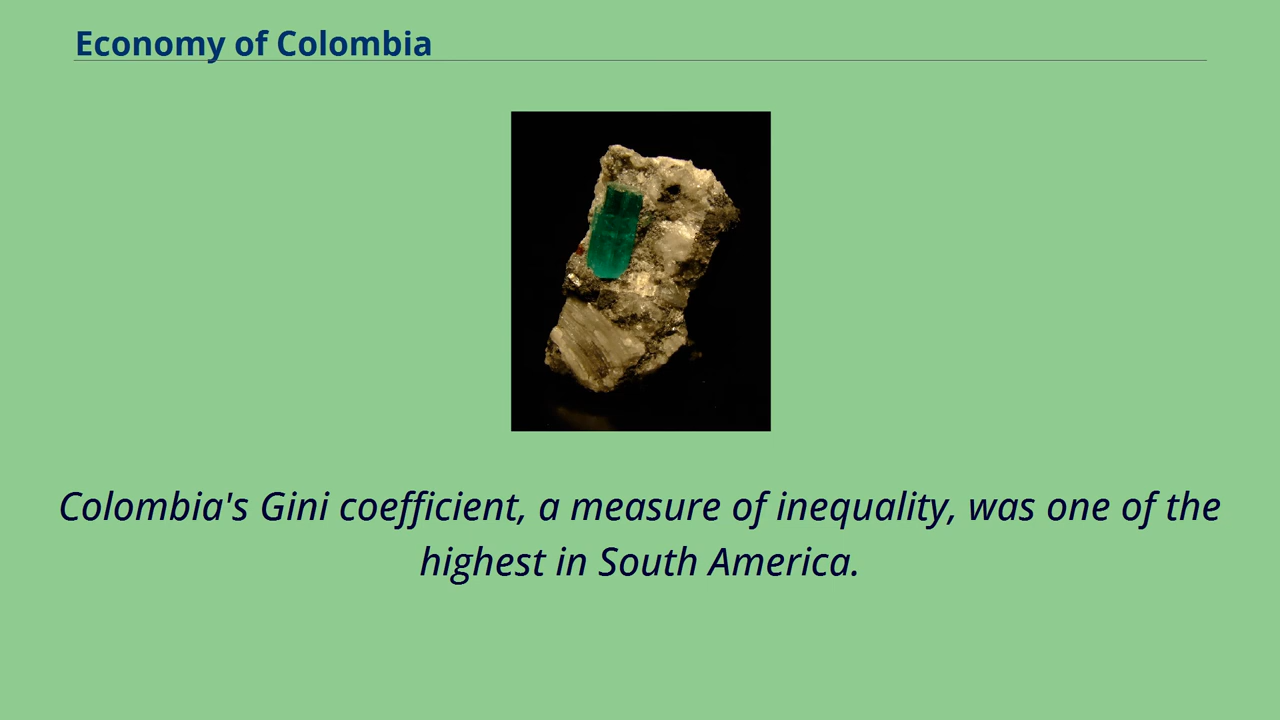 Economy of Colombia
Colombia's Gini coefficient, a measure of inequality, was one of the
highest in South America.